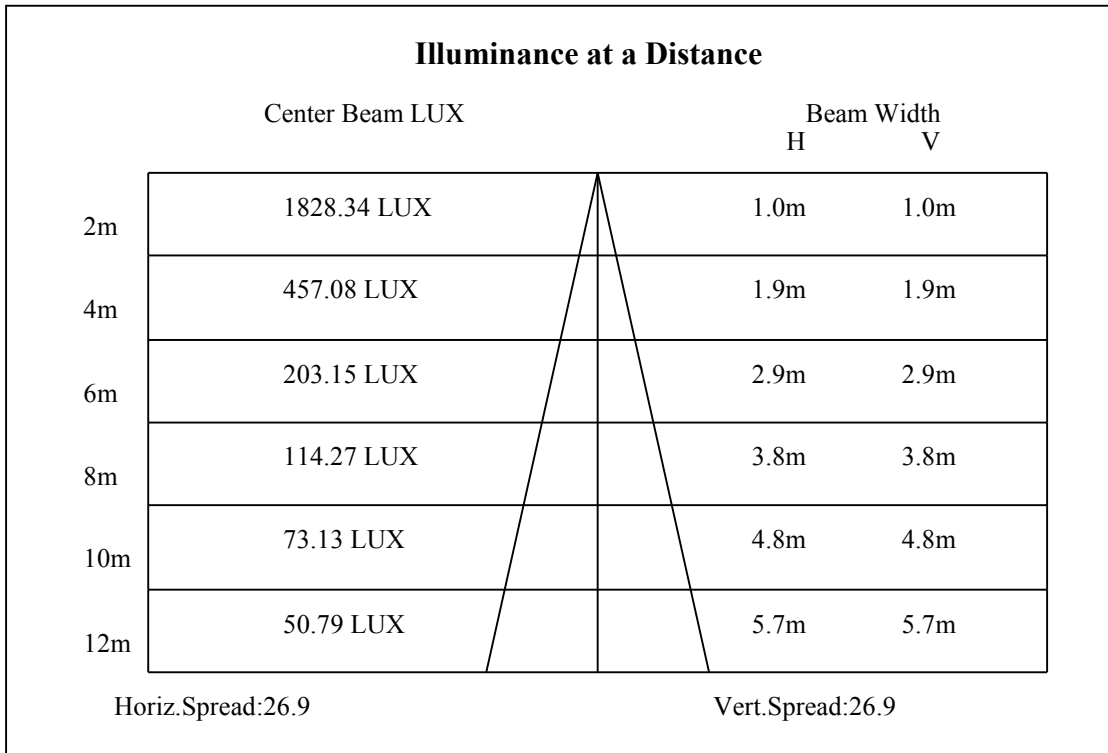 Illuminance at a Distance
Center Beam LUX Beam Width
H V
2m 1828.34 LUX 1.0m 1.0m
4m 457.08 LUX 1.9m 1.9m
6m 203.15 LUX 2.9m 2.9m
8m 114.27 LUX 3.8m 3.8m
10m 73.13 LUX 4.8m 4.8m
12m 50.79 LUX 5.7m 5.7m
Horiz.Spread:26.9 Vert.Spread:26.9